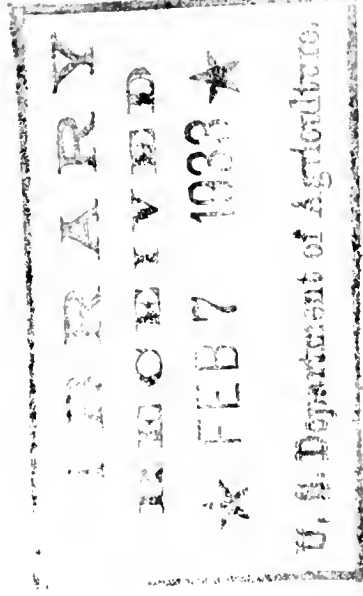 LIBRARY
RECEIVED
★ FEB 7 1933 ★
U. S. Department of Agriculture